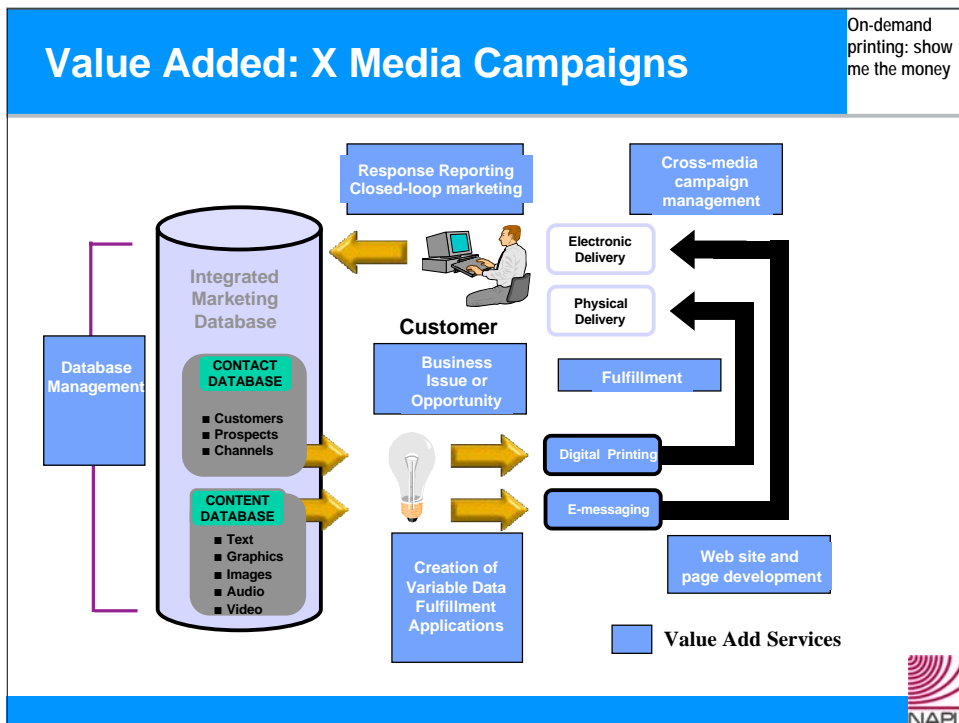 Value Added: X Media Campaigns
On-demand
printing: show
me the money
Response Reporting
Closed-loop marketing
Cross-media
campaign
management
Integrated
Marketing
Database
Electronic
Delivery
Physical
Delivery
Customer
Database
Management
CONTACT
DATABASE
■ Customers
■ Prospects
■ Channels
Business
Issue or
Opportunity
Fulfillment
Digital Printing
E-messaging
CONTENT
DATABASE
■ Text
■ Graphics
■ Images
■ Audio
■ Video
Creation of
Variable Data
Fulfillment
Applications
Web site and
page development
Value Add Services
NAPL